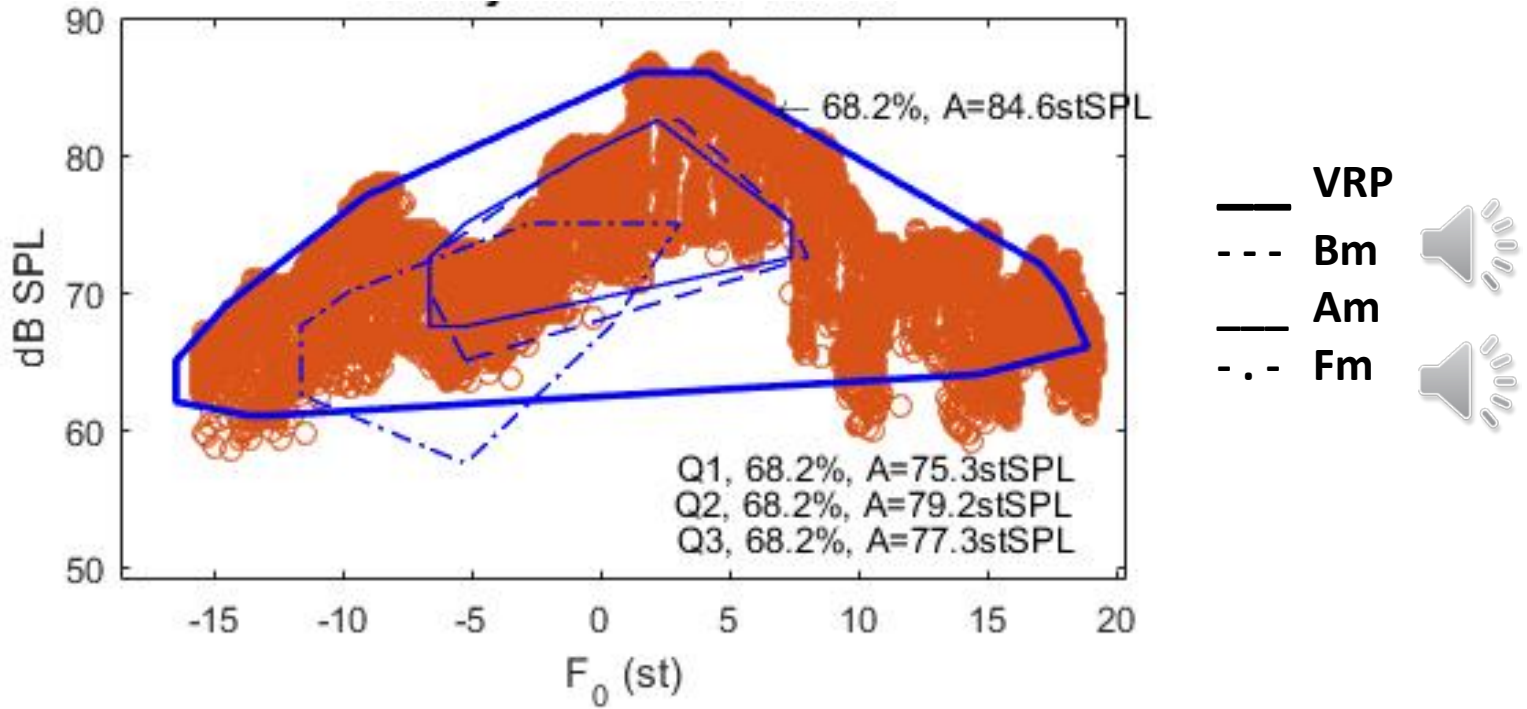 90
80
70
60
50
dB SPL
← 68.2%, A=84.6stSPL
Q1, 68.2%, A=75.3stSPL
Q2, 68.2%, A=79.2stSPL
Q3, 68.2%, A=77.3stSPL
-15 -10 -5 0 5 10 15 20
F0 (st)
VRP
--- Bm
Am
- . - Fm